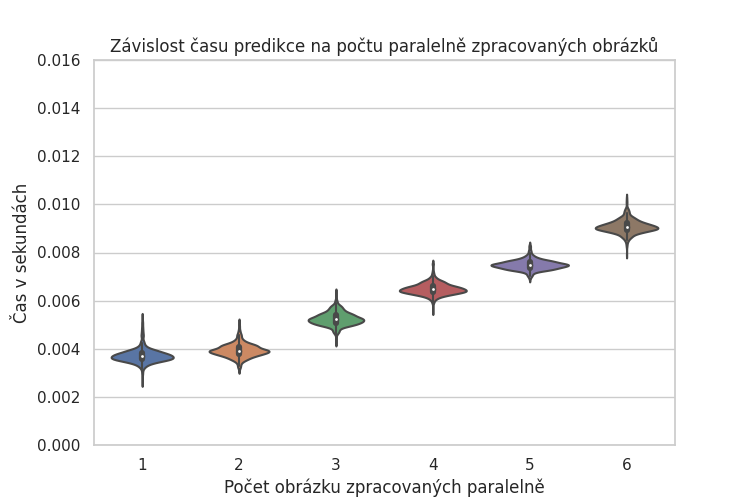 Závislost času predikce na počtu paralelně zpracovaných obrázků
0.016
0.014
0.012
0.010
0.008
0.006
0.004
0.002
0.000
Čas v sekundách
1 2 3 4 5 6
Počet obrázku zpracovaných paralelně